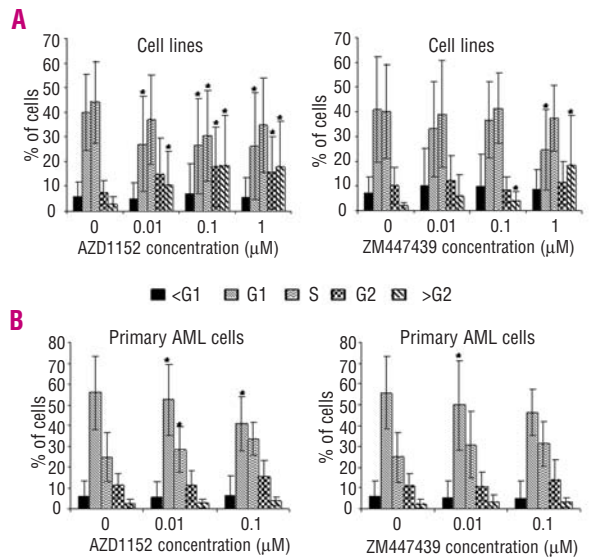 A
Cell lines
% of cells
70
60
50
40
30
20
10
0
0 0.01 0.1 1
AZD1152 concentration (μM)
Cell lines
% of cells
70
60
50
40
30
20
10
0
0 0.01 0.1 1
ZM447439 concentration (μM)
<G1 G1 S G2 >G2
B
Primary AML cells
% of cells
80
70
60
50
40
30
20
10
0
0 0.01 0.1
AZD1152 concentration (μM)
Primary AML cells
% of cells
80
70
60
50
40
30
20
10
0
0 0.01 0.1
ZM447439 concentration (μM)